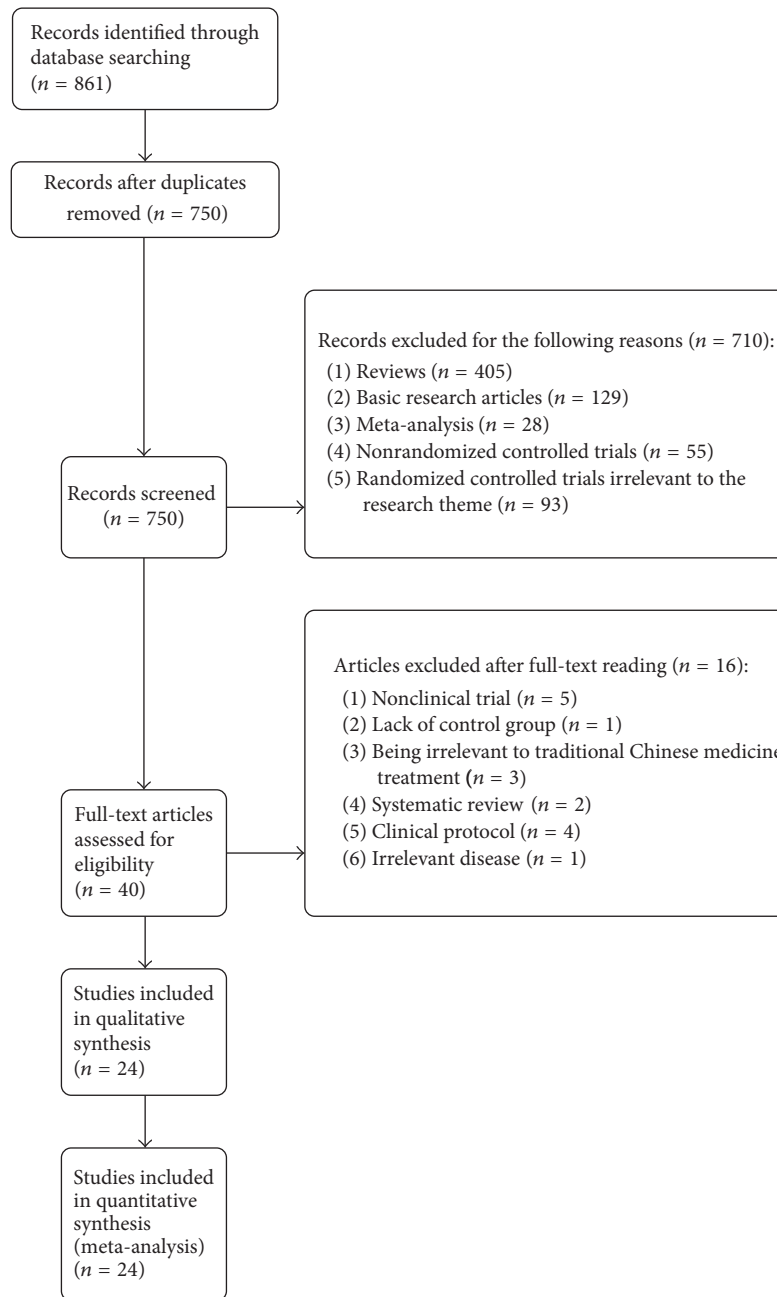 Records identified through
database searching
(n = 861)
Records after duplicates
removed (n = 750)
Records excluded for the following reasons (n = 710):
(1) Reviews (n = 405)
(2) Basic research articles (n = 129)
(3) Meta-analysis (n = 28)
(4) Nonrandomized controlled trials (n = 55)
(5) Randomized controlled trials irrelevant to the
research theme (n = 93)
Records screened
(n = 750)
Articles excluded after full-text reading (n = 16):
(1) Nonclinical trial (n = 5)
(2) Lack of control group (n = 1)
(3) Being irrelevant to traditional Chinese medicine
treatment (n = 3)
(4) Systematic review (n = 2)
(5) Clinical protocol (n = 4)
(6) Irrelevant disease (n = 1)
Full-text articles
assessed for
eligibility
(n = 40)
Studies included
in qualitative
synthesis
(n = 24)
Studies included
in quantitative
synthesis
(meta-analysis)
(n = 24)